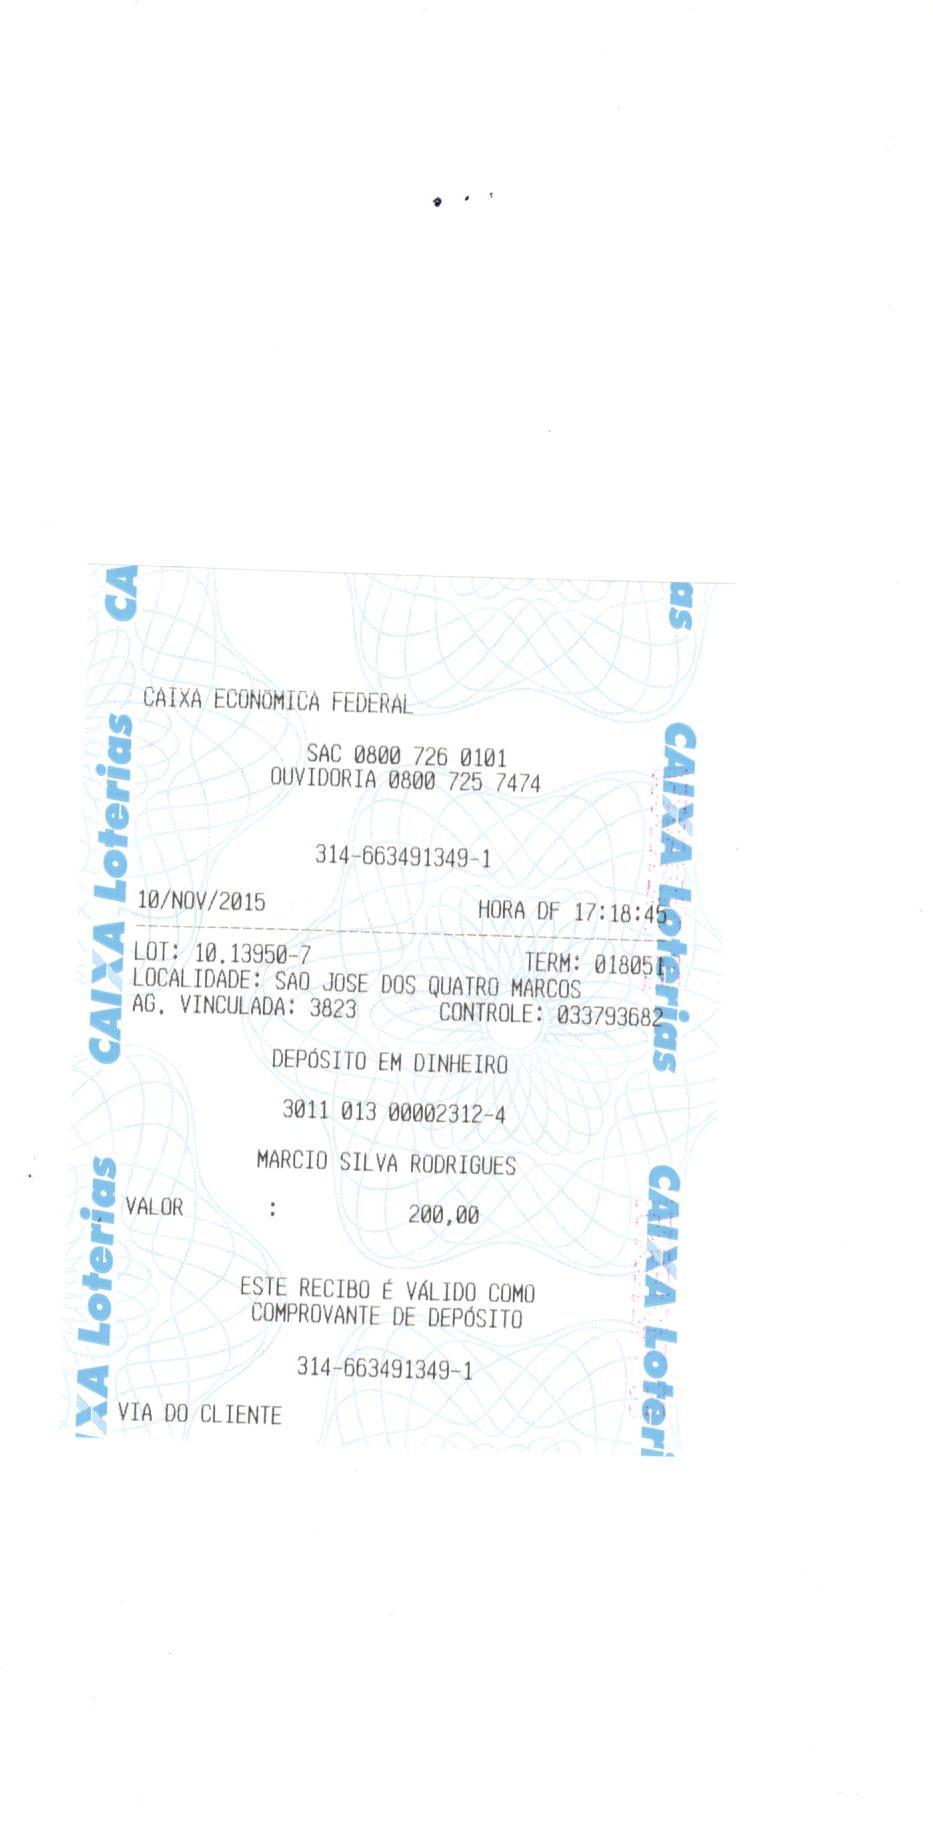 CAIXA ECONÔMICA FEDERAL
SAC 0800 726 0101
OUVIDORIA 0800 725 7474
314-663491349-1
10/NOV/2015 HORA DF 17:18:45
LOT: 10.13950-7 TERM: 018051
LOCALIDADE: SAO JOSE DOS QUATRO MARCOS
AG. VINCULADA: 3823 CONTROLE: 033793682
DEPÓSITO EM DINHEIRO
3011 013 00002312-4
MARCIO SILVA RODRIGUES
VALOR : 200,00
ESTE RECIBO É VÁLIDO COMO
COMPROVANTE DE DEPÓSITO
314-663491349-1
VIA DO CLIENTE
CA
CAIXA Loterias
XA Loterias
as
CAIXA Loterias
CAIXA Loteri